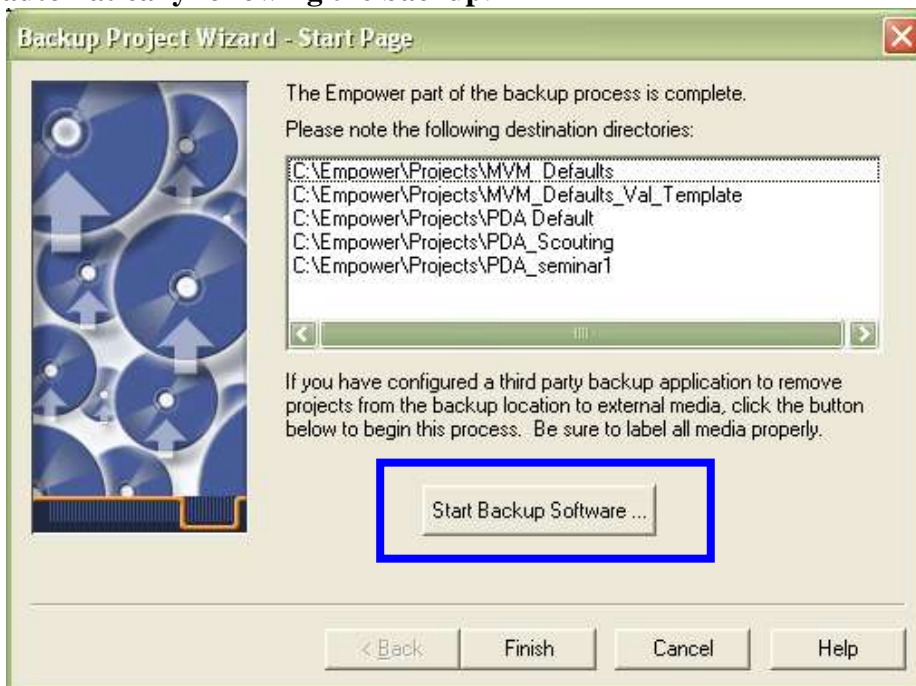 automatically following the backup.
Backup Project Wizard - Start Page
The Empower part of the backup process is complete.
Please note the following destination directories:
C:\Empower\Projects\MVM_Defaults
C:\Empower\Projects\MVM_Defaults_Val_Template
C:\Empower\Projects\PDA Default
C:\Empower\Projects\PDA_Scouting
C:\Empower\Projects\PDA_seminar1
If you have configured a third party backup application to remove
projects from the backup location to external media, click the button
below to begin this process. Be sure to label all media properly.
Start Backup Software ...
< Back
Finish
Cancel
Help